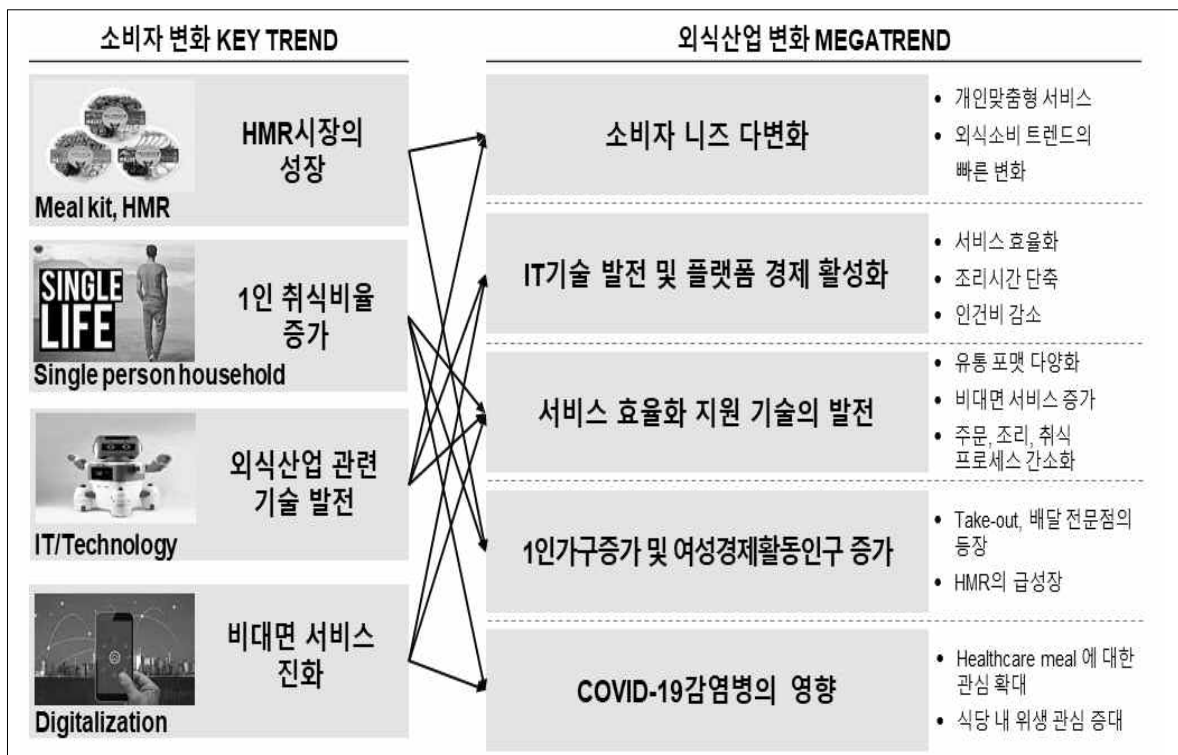 소비자 변화 KEY TREND
HMR시장의
성장
Meal kit, HMR
SINGLE
LIFE
1인 취식비율
증가
Single person household
외식산업 관련
기술 발전
IT/Technology
비대면 서비스
진화
Digitalization
외식산업 변화 MEGATREND
소비자 니즈 다변화
• 개인맞춤형 서비스
• 외식소비 트렌드의
빠른 변화
IT기술 발전 및 플랫폼 경제 활성화
• 서비스 효율화
• 조리시간 단축
• 인건비 감소
서비스 효율화 지원 기술의 발전
• 유통 포맷 다양화
• 비대면 서비스 증가
• 주문, 조리, 취식
프로세스 간소화
1인가구증가 및 여성경제활동인구 증가
• Take-out, 배달 전문점의
등장
• HMR의 급성장
COVID-19감염병의 영향
• Healthcare meal 에 대한
관심 확대
• 식당 내 위생 관심 증대